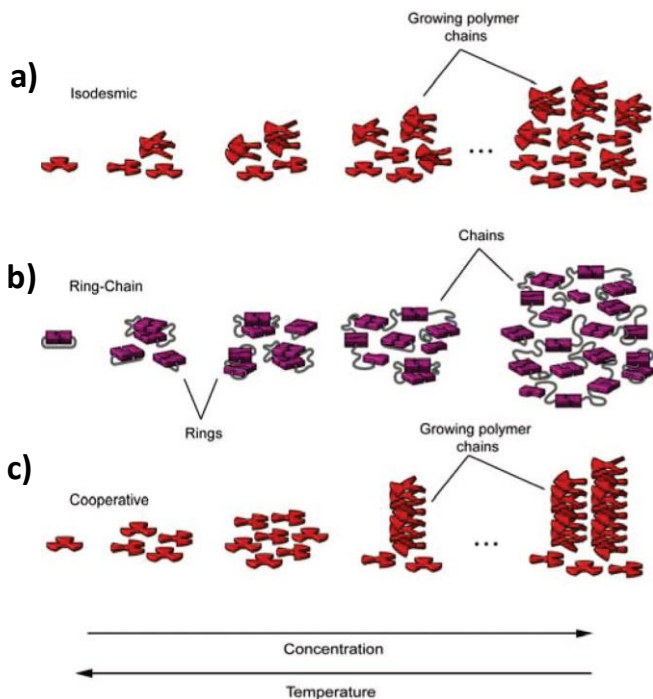 Growing polymer
chains
a)
Isodesmic
...
Chains
b)
Ring-Chain
Rings
Growing polymer
chains
c)
Cooperative
...
Concentration
Temperature